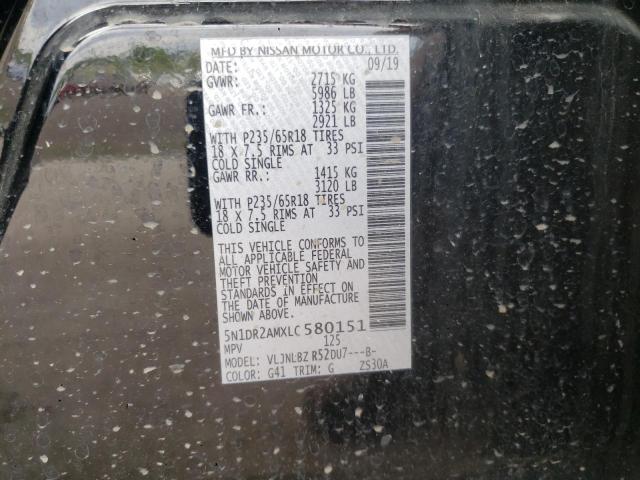 MFD BY NISSAN MOTOR CO., LTD.
DATE: 09/19
GVWR: 2715 KG
5986 LB
GAWR FR.: 1325 KG
2921 LB
WITH P235/65R18 TIRES
18 X 7.5 RIMS AT 33 PSI
COLD SINGLE
GAWR RR.: 1415 KG
3120 LB
WITH P235/65R18 TIRES
18 X 7.5 RIMS AT 33 PSI
COLD SINGLE
THIS VEHICLE CONFORMS TO
ALL APPLICABLE FEDERAL
MOTOR VEHICLE SAFETY AND
THEFT PREVENTION
STANDARDS IN EFFECT ON
THE DATE OF MANUFACTURE
SHOWN ABOVE.
5N1DR2AMXLC580151
MPV 125
MODEL: VLJNLBZ R52DU7---B-
COLOR: G41 TRIM: G ZS30A